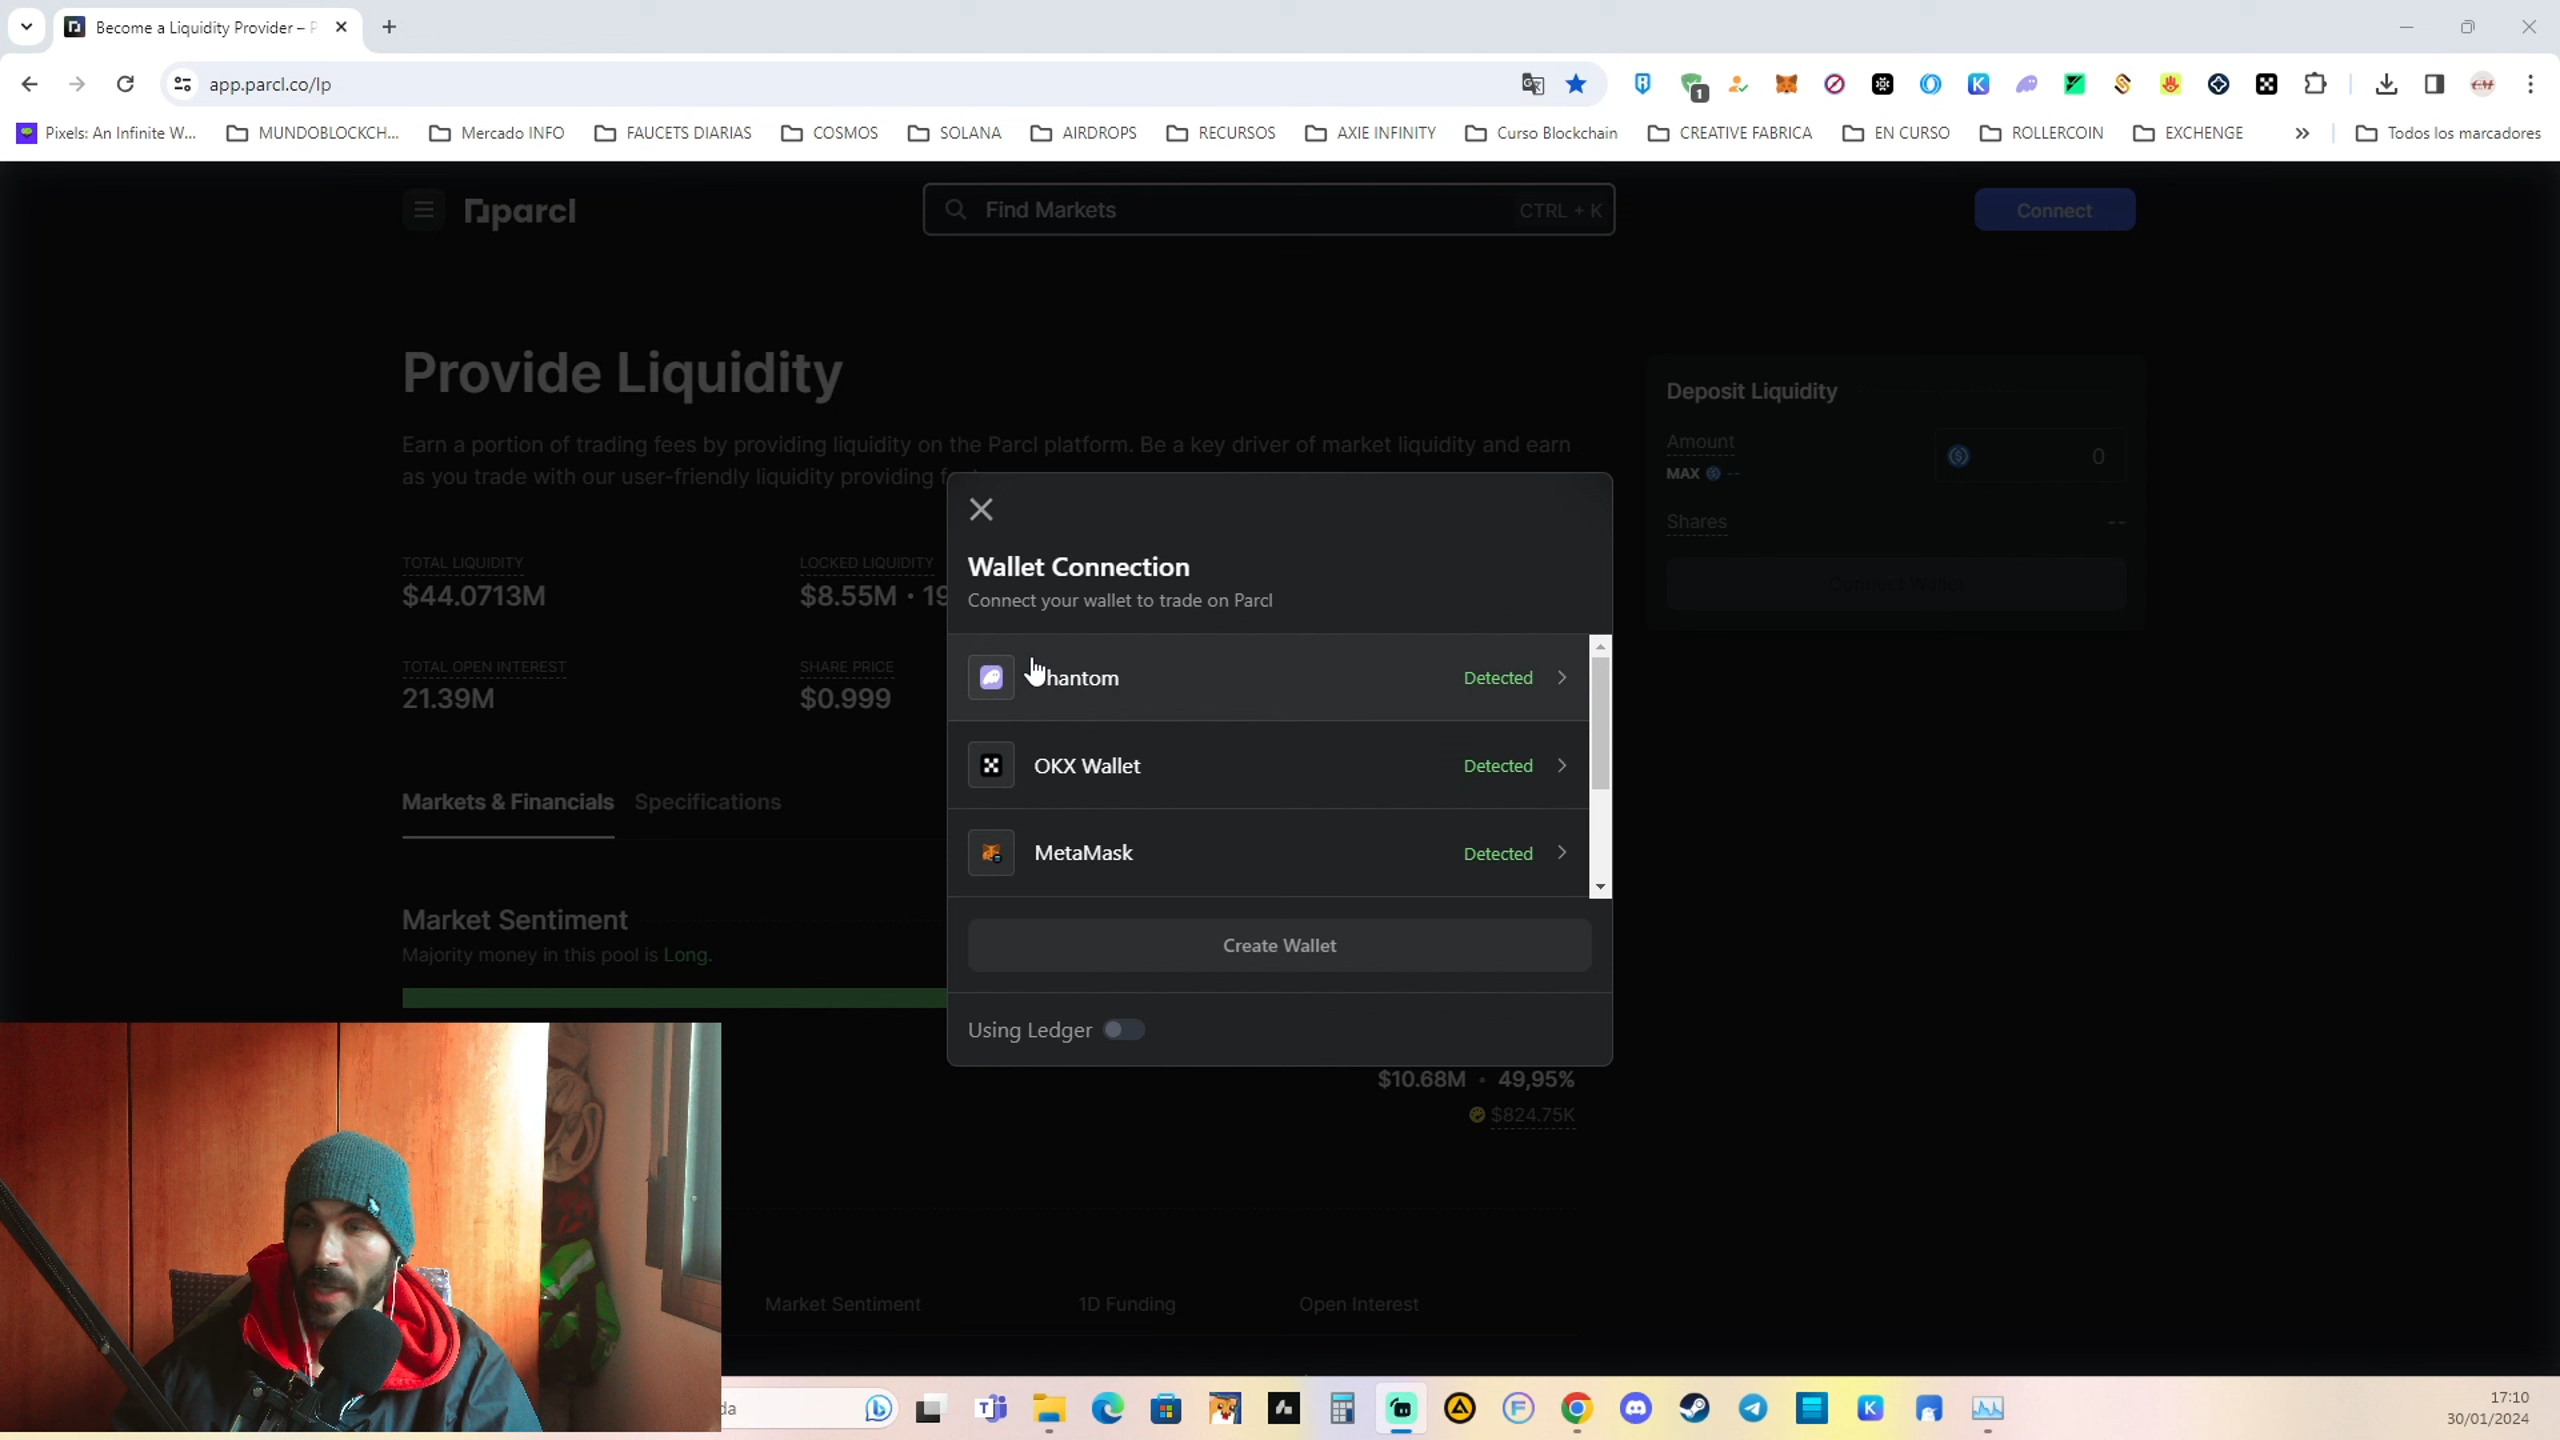 Become a Liquidity Provider – P
app.parcl.co/lp
1
Pixels: An Infinite W...
MUNDOBLOCKCH...
Mercado INFO
FAUCETS DIARIAS
COSMOS
SOLANA
AIRDROPS
RECURSOS
AXIE INFINITY
Curso Blockchain
CREATIVE FABRICA
EN CURSO
ROLLERCOIN
EXCHENGE
Todos los marcadores
parcl
Find Markets
CTRL + K
Connect
Provide Liquidity
Earn a portion of trading fees by providing liquidity on the Parcl platform. Be a key driver of market liquidity and earn
as you trade with our user-friendly liquidity providing
TOTAL LIQUIDITY
$44.0713M
LOCKED LIQUIDITY
$8.55M • 19
TOTAL OPEN INTEREST
21.39M
SHARE PRICE
$0.999
Deposit Liquidity
Amount
0
MAX --
Shares
--
Connect Wallet
Markets & Financials
Specifications
Market Sentiment
Majority money in this pool is Long.
Wallet Connection
Connect your wallet to trade on Parcl
hantom
Detected
OKX Wallet
Detected
MetaMask
Detected
Create Wallet
Using Ledger
$10.68M • 49,95%
$824.75K
Market Sentiment
1D Funding
Open Interest
da
17:10
30/01/2024